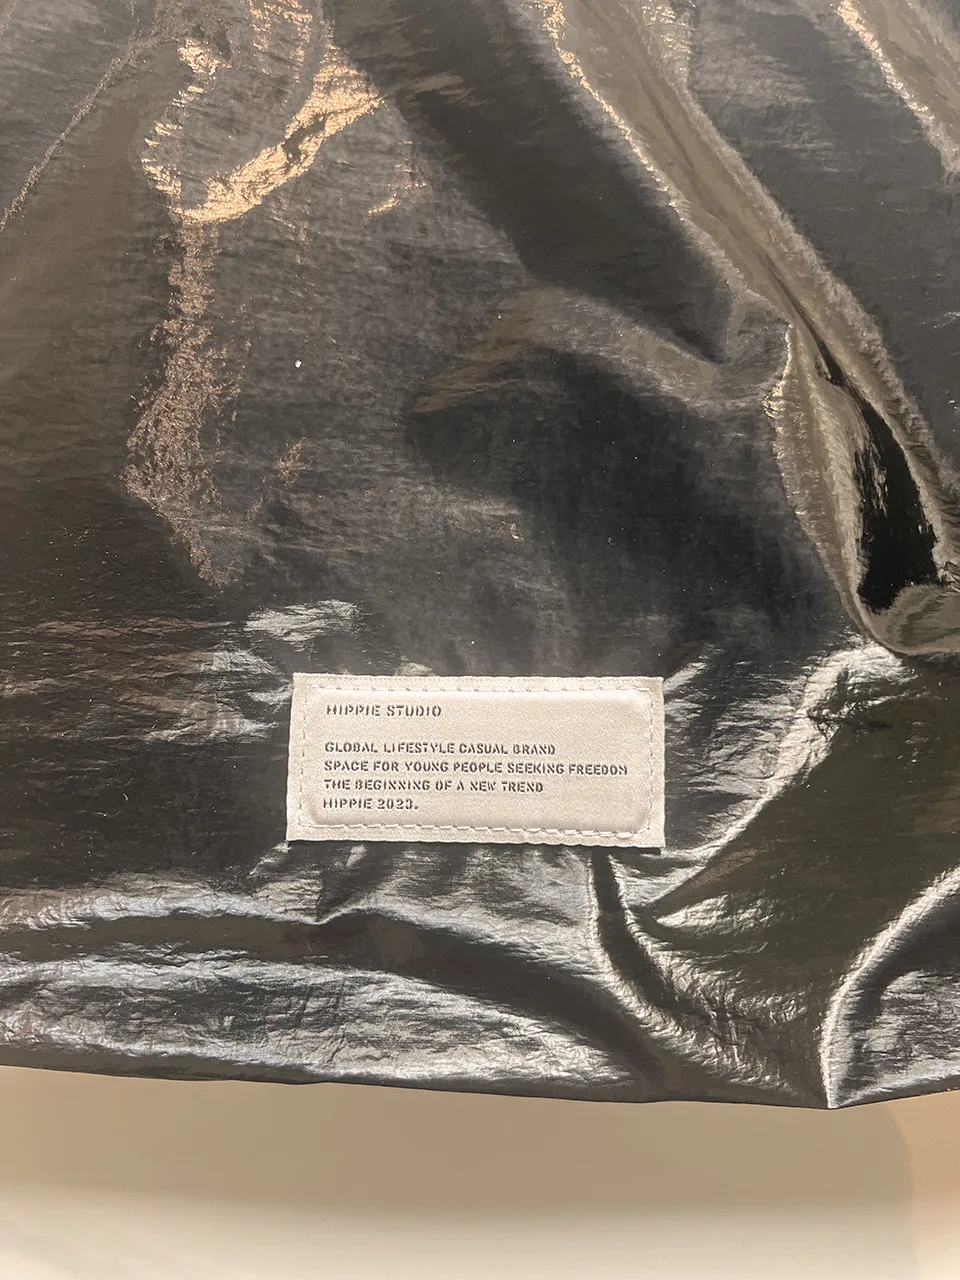 HIPPIE STUDIO
GLOBAL LIFESTYLE CASUAL BRAND
SPACE FOR YOUNG PEOPLE SEEKING FREEDOM
THE BEGINNING OF A NEW TREND
HIPPIE 2023.